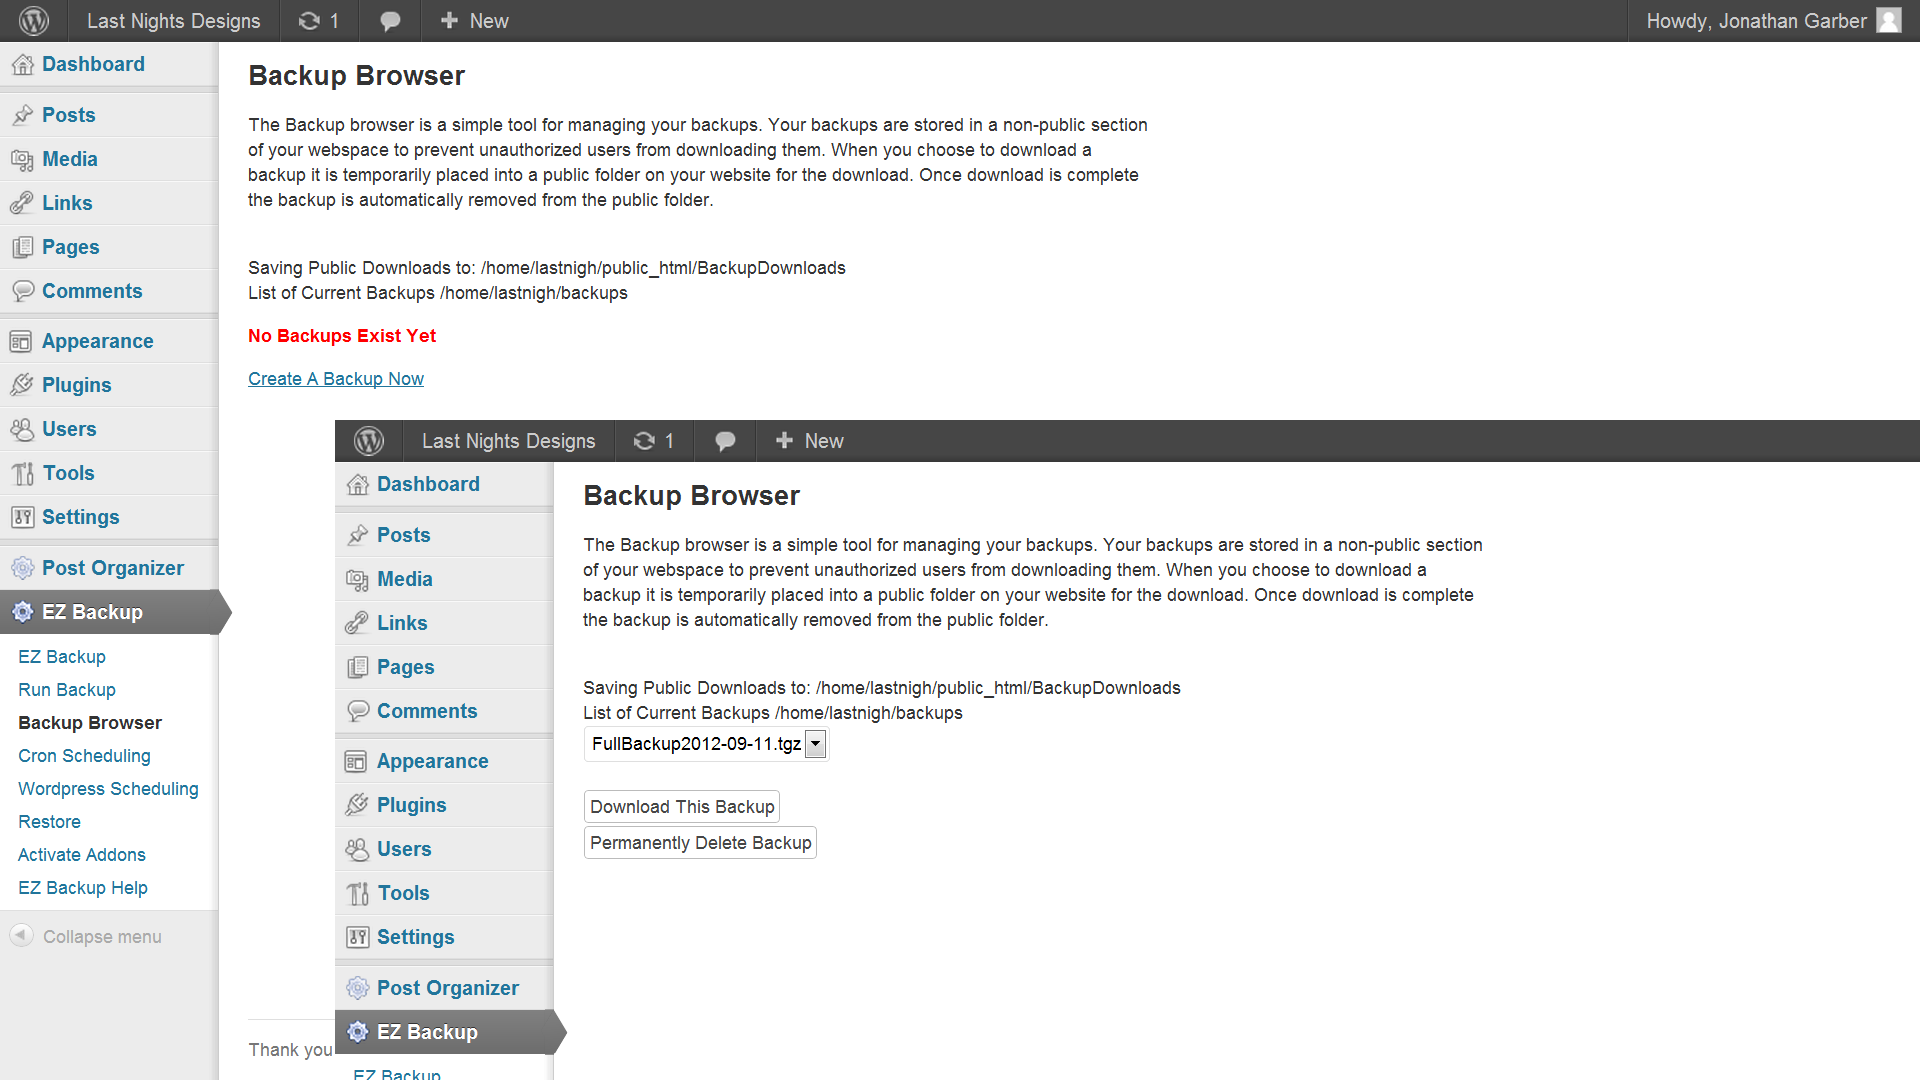 Last Nights Designs 1 New Howdy, Jonathan Garber
Dashboard
Posts
Media
Links
Pages
Comments
Appearance
Plugins
Users
Tools
Settings
Post Organizer
EZ Backup
EZ Backup
Run Backup
Backup Browser
Cron Scheduling
Wordpress Scheduling
Restore
Activate Addons
EZ Backup Help
Collapse menu
Backup Browser
The Backup browser is a simple tool for managing your backups. Your backups are stored in a non-public section
of your webspace to prevent unauthorized users from downloading them. When you choose to download a
backup it is temporarily placed into a public folder on your website for the download. Once download is complete
the backup is automatically removed from the public folder.
Saving Public Downloads to: /home/lastnigh/public_html/BackupDownloads
List of Current Backups /home/lastnigh/backups
No Backups Exist Yet
Create A Backup Now
Thank you
Last Nights Designs 1 New
Dashboard
Posts
Media
Links
Pages
Comments
Appearance
Plugins
Users
Tools
Settings
Post Organizer
EZ Backup
EZ Backup
Backup Browser
The Backup browser is a simple tool for managing your backups. Your backups are stored in a non-public section
of your webspace to prevent unauthorized users from downloading them. When you choose to download a
backup it is temporarily placed into a public folder on your website for the download. Once download is complete
the backup is automatically removed from the public folder.
Saving Public Downloads to: /home/lastnigh/public_html/BackupDownloads
List of Current Backups /home/lastnigh/backups
FullBackup2012-09-11.tgz
Download This Backup
Permanently Delete Backup